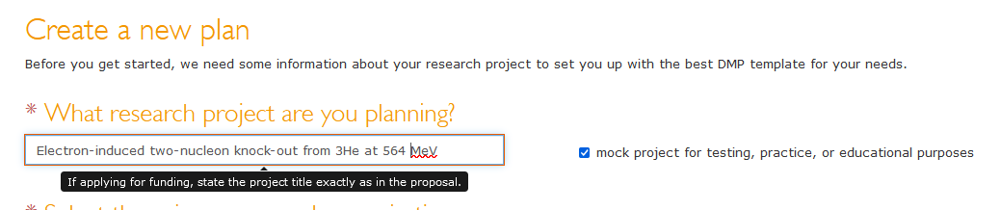 Create a new plan
Before you get started, we need some information about your research project to set you up with the best DMP template for your needs.
* What research project are you planning?
Electron-induced two-nucleon knock-out from 3He at 564 MeV
mock project for testing, practice, or educational purposes
If applying for funding, state the project title exactly as in the proposal.